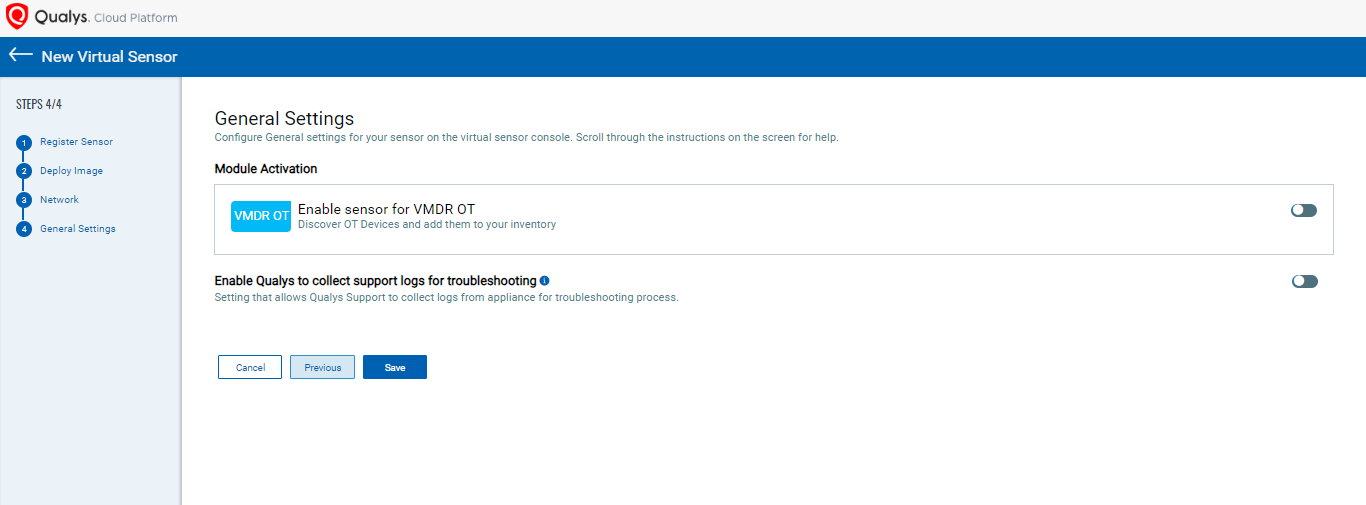 Qualys. Cloud Platform
New Virtual Sensor
STEPS 4/4
1 Register Sensor
2 Deploy Image
3 Network
4 General Settings
General Settings
Configure General settings for your sensor on the virtual sensor console. Scroll through the instructions on the screen for help.
Module Activation
VMDR OT
Enable sensor for VMDR OT
Discover OT Devices and add them to your inventory
Enable Qualys to collect support logs for troubleshooting
Setting that allows Qualys Support to collect logs from appliance for troubleshooting process.
Cancel Previous Save